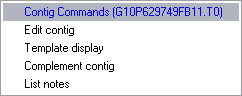 Contig Commands (G10P629749FB11.T0)
Edit contig
Template display
Complement contig
List notes